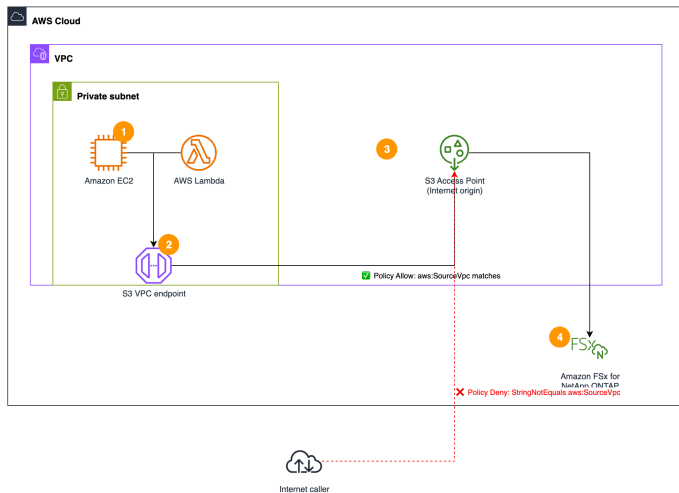 AWS Cloud
VPC
Private subnet
1
3
Amazon EC2
AWS Lambda
S3 Access Point
(Internet origin)
2
✅ Policy Allow: aws:SourceVpc matches
S3 VPC endpoint
4
FSx
N
Amazon FSx for
NetApp ONTAP
❌ Policy Deny: StringNotEquals aws:SourceVpc
Internet caller